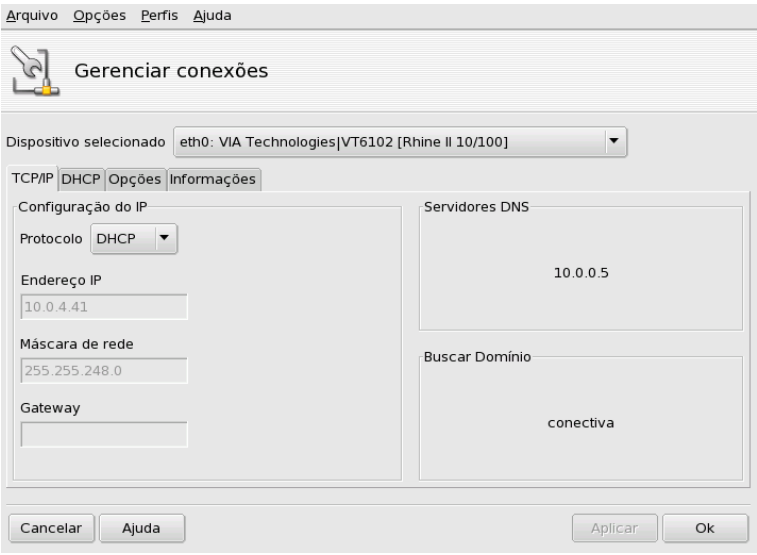 Arquivo Opções Perfis Ajuda
Gerenciar conexões
Dispositivo selecionado eth0: VIA Technologies|VT6102 [Rhine II 10/100]
TCP/IP DHCP Opções Informações
Configuração do IP
Protocolo DHCP
Endereço IP
10.0.4.41
Máscara de rede
255.255.248.0
Gateway
Servidores DNS
10.0.0.5
Buscar Domínio
conectiva
Cancelar Ajuda Aplicar Ok